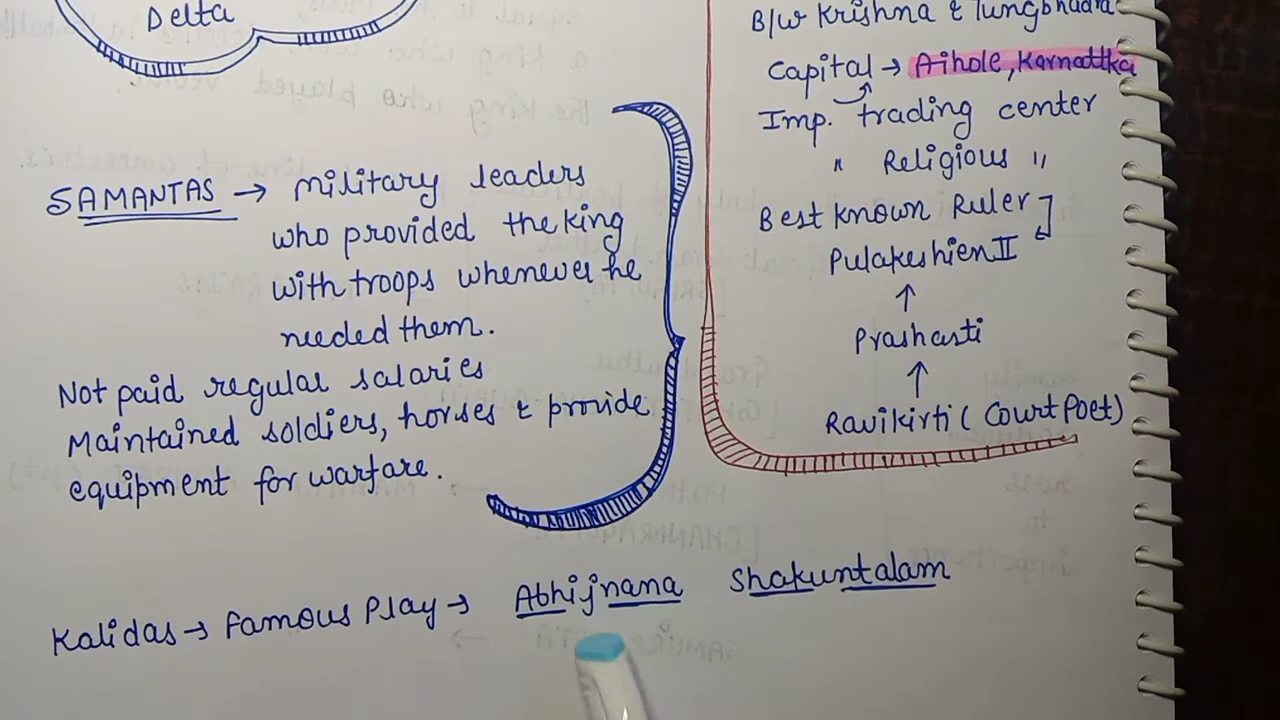 Delta
SAMANTAS → military leaders
who provided the king
with troops whenever he
needed them.
Not paid regular salaries
Maintained soldiers, horses & provide
equipment for warfare.
B/W Krishna & Tungbhadra
Capital → Aihole, Karnattka
Imp. trading center
" Religious "
Best known Ruler
Pulakeshien II
↑
Prasharti
↑
Ravikirti (Court Poet)
Kalidas → famous Play → Abhijnana Shakuntalam